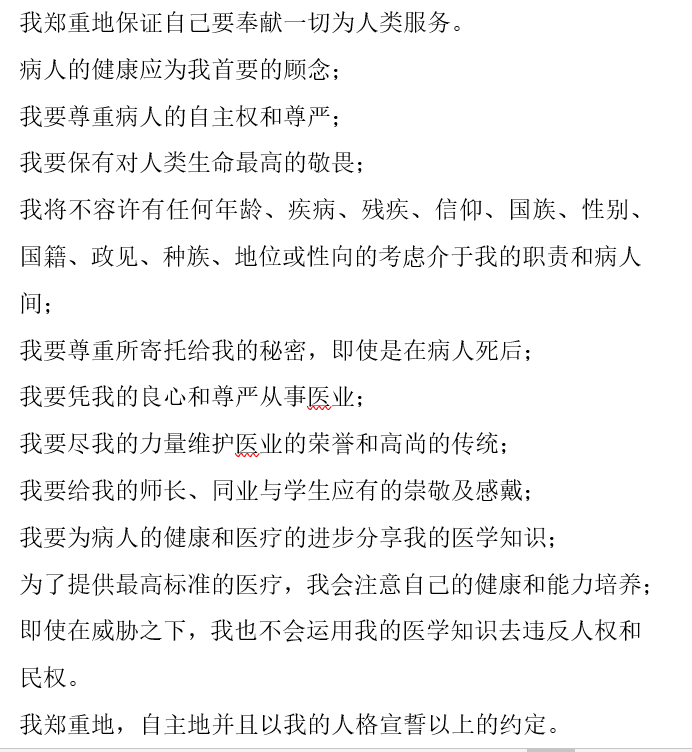 我郑重地保证自己要奉献一切为人类服务。
病人的健康应为我首要的顾念；
我要尊重病人的自主权和尊严；
我要保有对人类生命最高的敬畏；
我将不容许有任何年龄、疾病、残疾、信仰、国族、性别、
国籍、政见、种族、地位或性向的考虑介于我的职责和病人
间；
我要尊重所寄托给我的秘密，即使是在病人死后；
我要凭我的良心和尊严从事医业；
我要尽我的力量维护医业的荣誉和高尚的传统；
我要给我的师长、同业与学生应有的崇敬及感戴；
我要为病人的健康和医疗的进步分享我的医学知识；
为了提供最高标准的医疗，我会注意自己的健康和能力培养；
即使在威胁之下，我也不会运用我的医学知识去违反人权和
民权。
我郑重地，自主地并且以我的人格宣誓以上的约定。